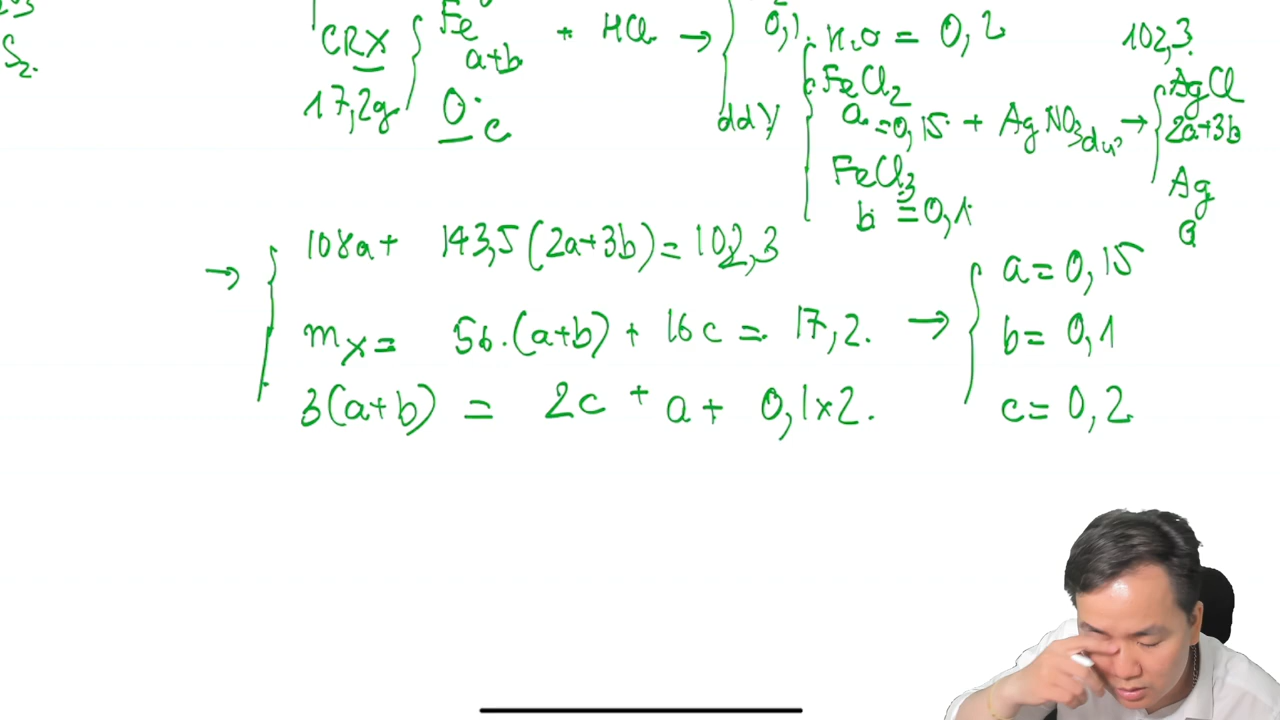 S2.
CRX { Fe + HCl → { 0,1. H2O = 0,2 102,3.
a+b
17,2g O c
ddY { FeCl2 a = 0,15 + AgNO3 dư → { AgCl 2a+3b
FeCl3 Ag
b = 0,1 a
→ { 108a + 143,5(2a+3b) = 102,3
mX = 56.(a+b) + 16c = 17,2. → { a = 0,15
b = 0,1
3(a+b) = 2c + a + 0,1x2. c = 0,2